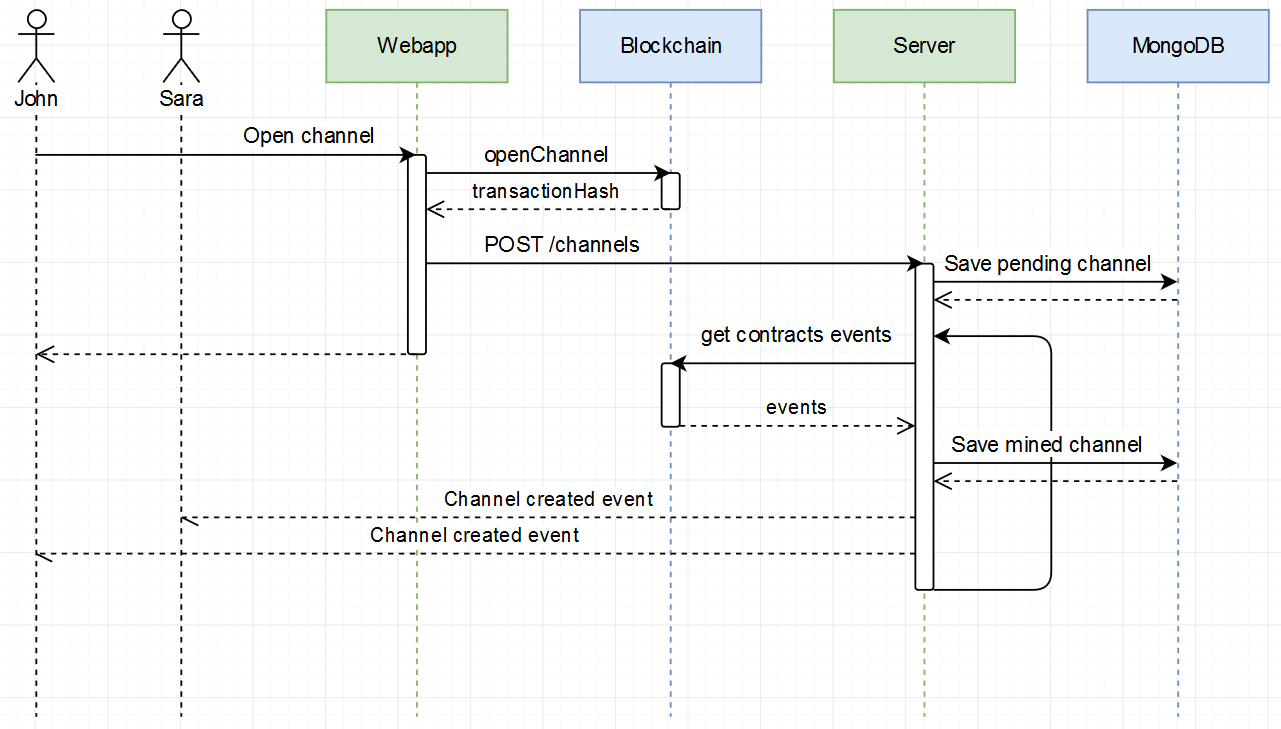 Webapp
Blockchain
Server
MongoDB
John
Sara
Open channel
openChannel
transactionHash
POST /channels
Save pending channel
get contracts events
events
Save mined channel
Channel created event
Channel created event